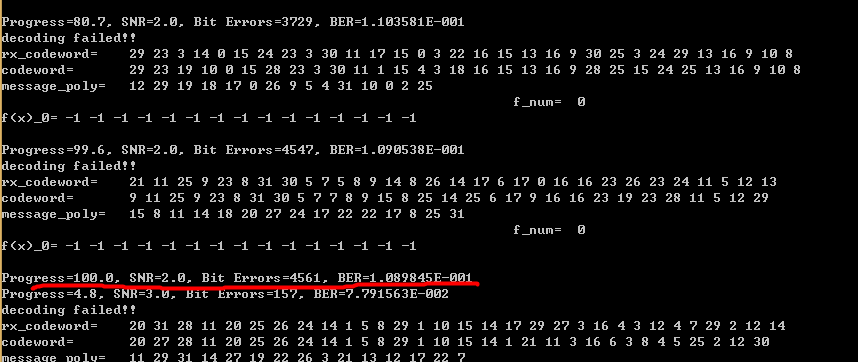 Progress=80.7, SNR=2.0, Bit Errors=3729, BER=1.103581E-001
decoding failed!!
rx_codeword= 29 23 3 14 0 15 24 23 3 30 11 17 15 0 3 22 16 15 13 16 9 30 25 3 24 29 13 16 9 10 8
codeword= 29 23 19 10 0 15 28 23 3 30 11 1 15 4 3 18 16 15 13 16 9 28 25 15 24 25 13 16 9 10 8
message_poly= 12 29 19 18 17 0 26 9 5 4 31 10 0 2 25
f_num= 0
f(x)_0= -1 -1 -1 -1 -1 -1 -1 -1 -1 -1 -1 -1 -1 -1 -1
Progress=99.6, SNR=2.0, Bit Errors=4547, BER=1.090538E-001
decoding failed!!
rx_codeword= 21 11 25 9 23 8 31 30 5 7 5 8 9 14 8 26 14 17 6 17 0 16 16 23 26 23 24 11 5 12 13
codeword= 9 11 25 9 23 8 31 30 5 7 7 8 9 15 8 25 14 25 6 17 9 16 16 23 19 23 28 11 5 12 29
message_poly= 15 8 11 14 18 20 27 24 17 22 22 17 8 25 31
f_num= 0
f(x)_0= -1 -1 -1 -1 -1 -1 -1 -1 -1 -1 -1 -1 -1 -1 -1
Progress=100.0, SNR=2.0, Bit Errors=4561, BER=1.089845E-001
Progress=4.8, SNR=3.0, Bit Errors=157, BER=7.791563E-002
decoding failed!!
rx_codeword= 20 31 28 11 20 25 26 24 14 1 5 8 29 1 10 15 14 17 29 27 3 16 4 3 12 4 7 29 2 12 14
codeword= 20 27 28 11 20 25 26 24 14 1 5 8 29 1 10 15 14 1 21 11 3 16 6 3 8 4 5 25 2 12 30
message_poly= 11 29 31 14 27 19 22 26 3 21 13 12 17 22 7